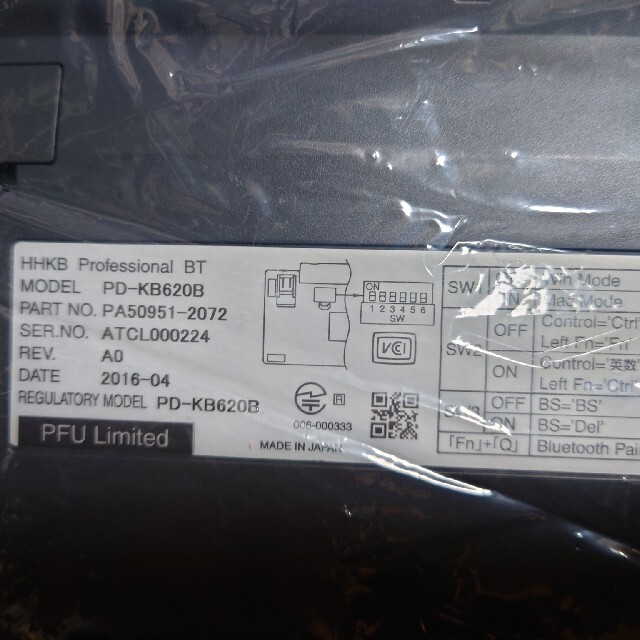 HHKB Professional BT
MODEL PD-KB620B
PART NO. PA50951-2072
SER.NO. ATCL000224
REV. A0
DATE 2016-04
REGULATORY MODEL PD-KB620B
PFU Limited
ON
1 2 3 4 5 6
SW
VCI
006-000333
MADE IN JAPAN
Mode
ON Mac Mode
OFF Control='Ctrl
Left Fn='Fn'
ON Control='英数'
Left Fn='Ctrl
OFF BS='BS'
ON BS='Del'
「Fn」+「Q」 Bluetooth Pai